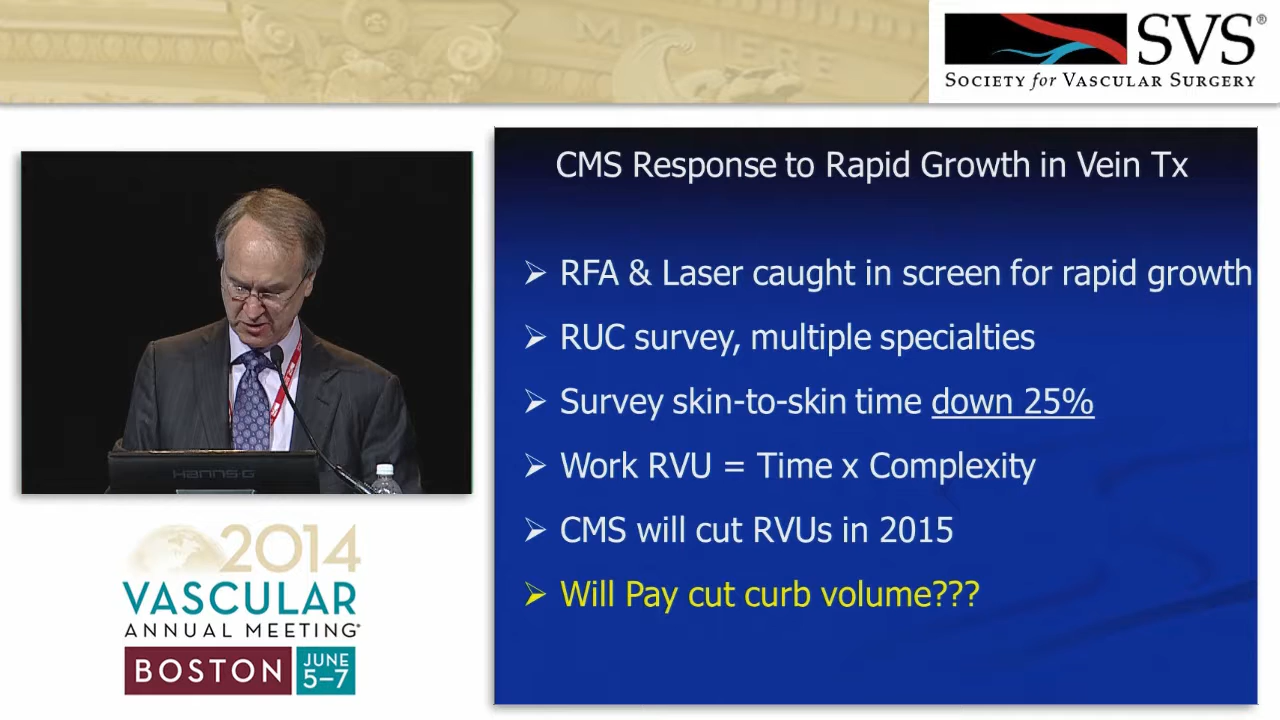 SVS®
SOCIETY for VASCULAR SURGERY
CMS Response to Rapid Growth in Vein Tx
RFA & Laser caught in screen for rapid growth
RUC survey, multiple specialties
Survey skin-to-skin time down 25%
Work RVU = Time x Complexity
CMS will cut RVUs in 2015
Will Pay cut curb volume???
HANNS-G
2014
VASCULAR
ANNUAL MEETING®
BOSTON
JUNE
5–7